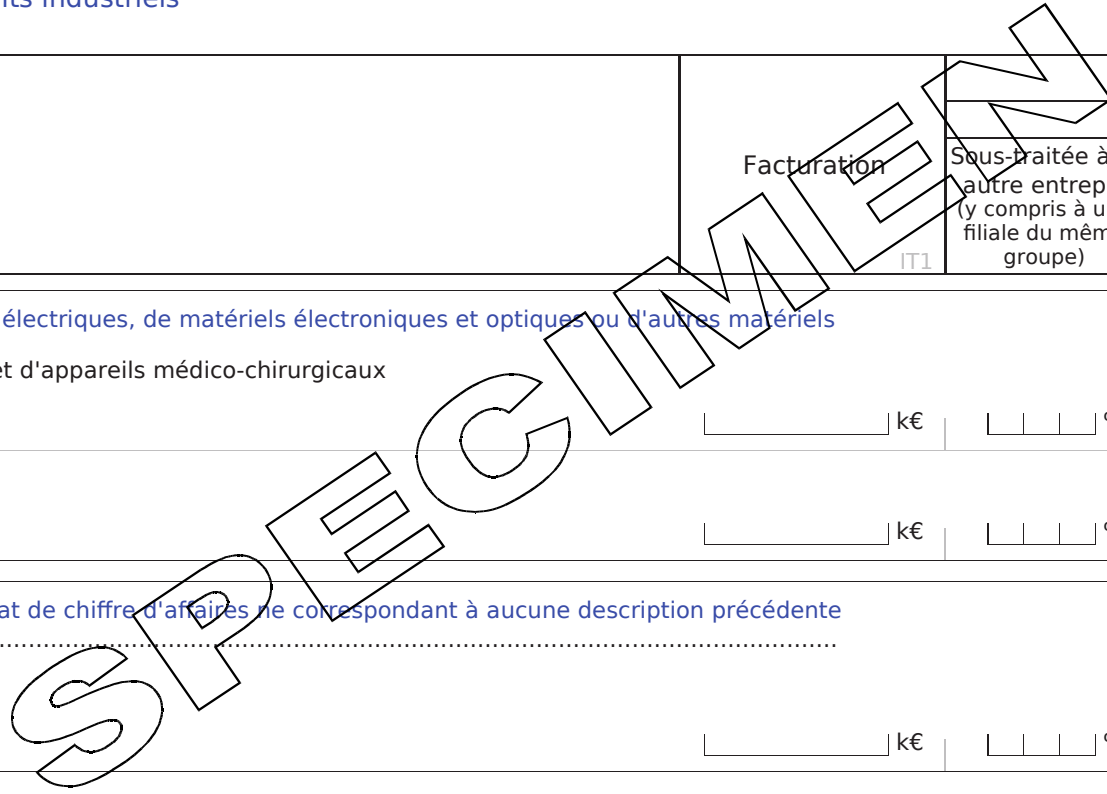 its industriels
Facturation
IT1
Sous-traitée à
autre entrep
(y compris à u
filiale du mêm
groupe)
électriques, de matériels électroniques et optiques ou d'autres matériels
et d'appareils médico-chirurgicaux
k€
k€
at de chiffre d'affaires ne correspondant à aucune description précédente
................................................................................
k€
SPECIMEN